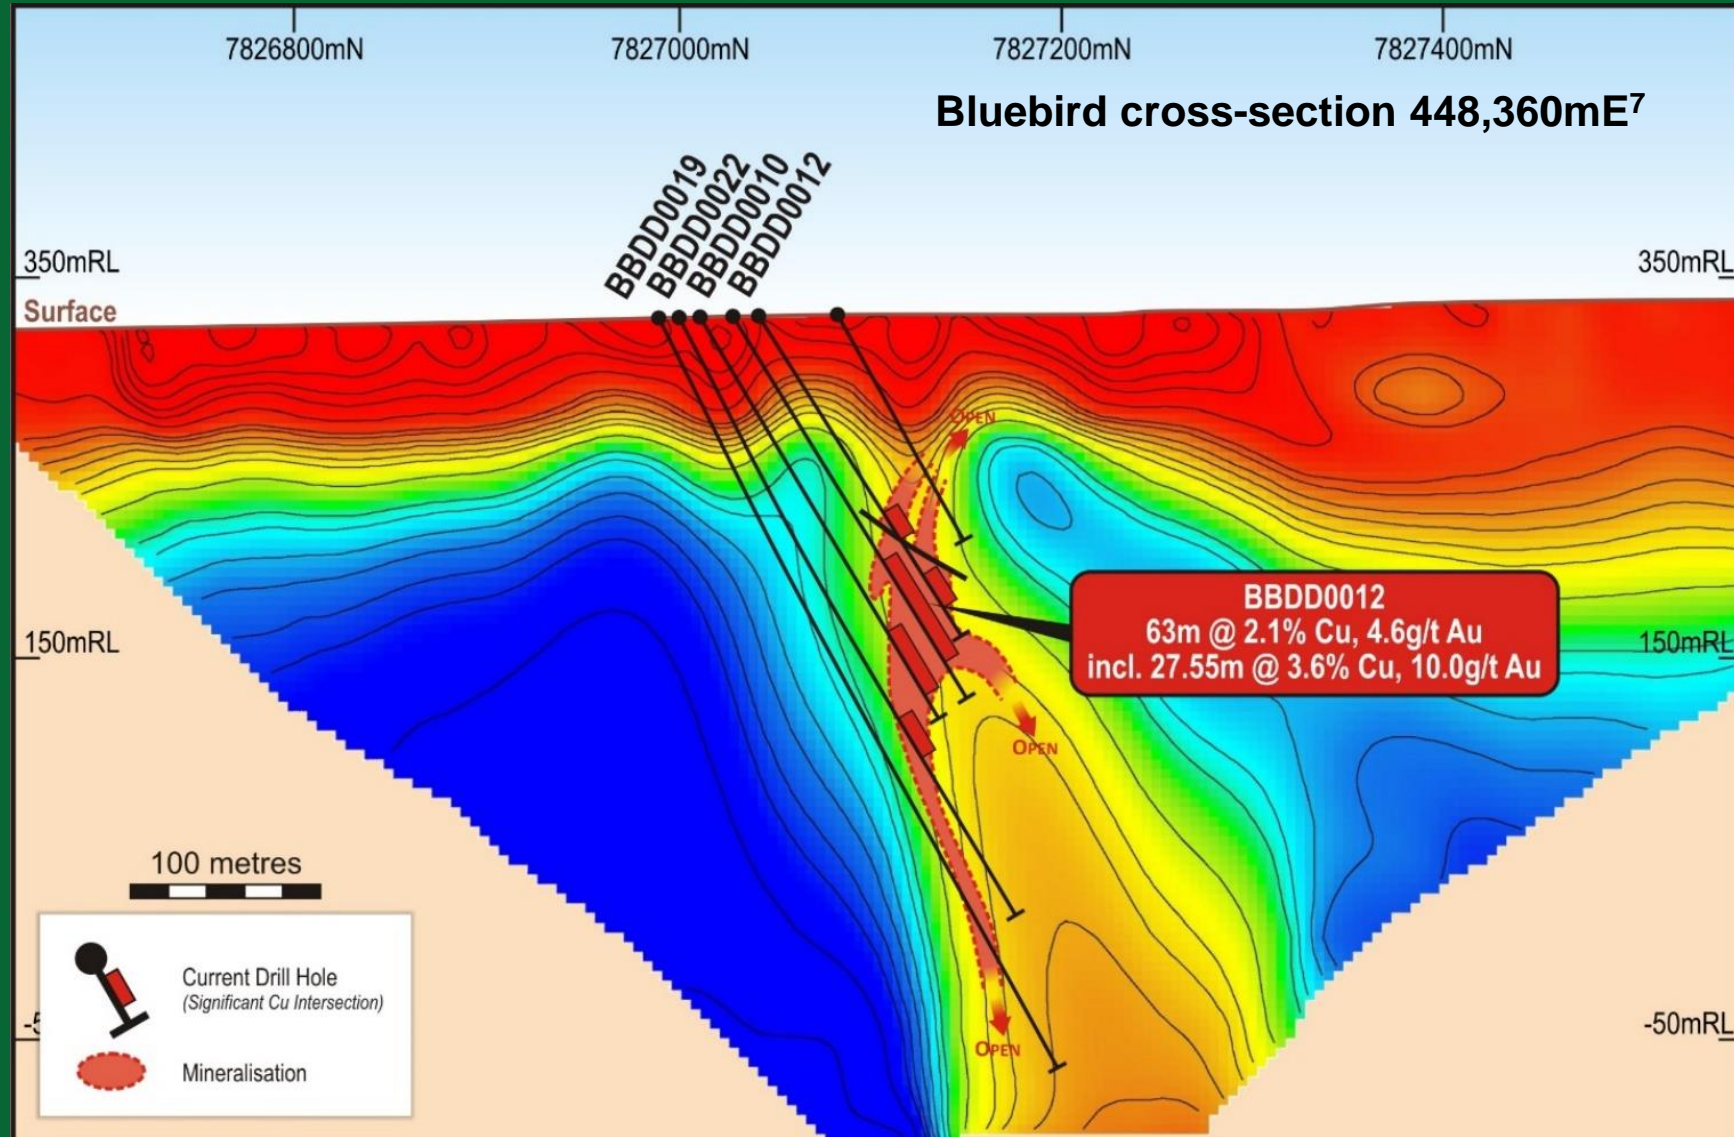 7826800mN
7827000mN
7827200mN
7827400mN
Bluebird cross-section 448,360mE⁷
BBDD0019
BBDD0022
BBDD0010
BBDD0012
350mRL
350mRL
Surface
OPEN
BBDD0012
63m @ 2.1% Cu, 4.6g/t Au
incl. 27.55m @ 3.6% Cu, 10.0g/t Au
150mRL
150mRL
OPEN
100 metres
Current Drill Hole
(Significant Cu Intersection)
-50mRL
OPEN
Mineralisation